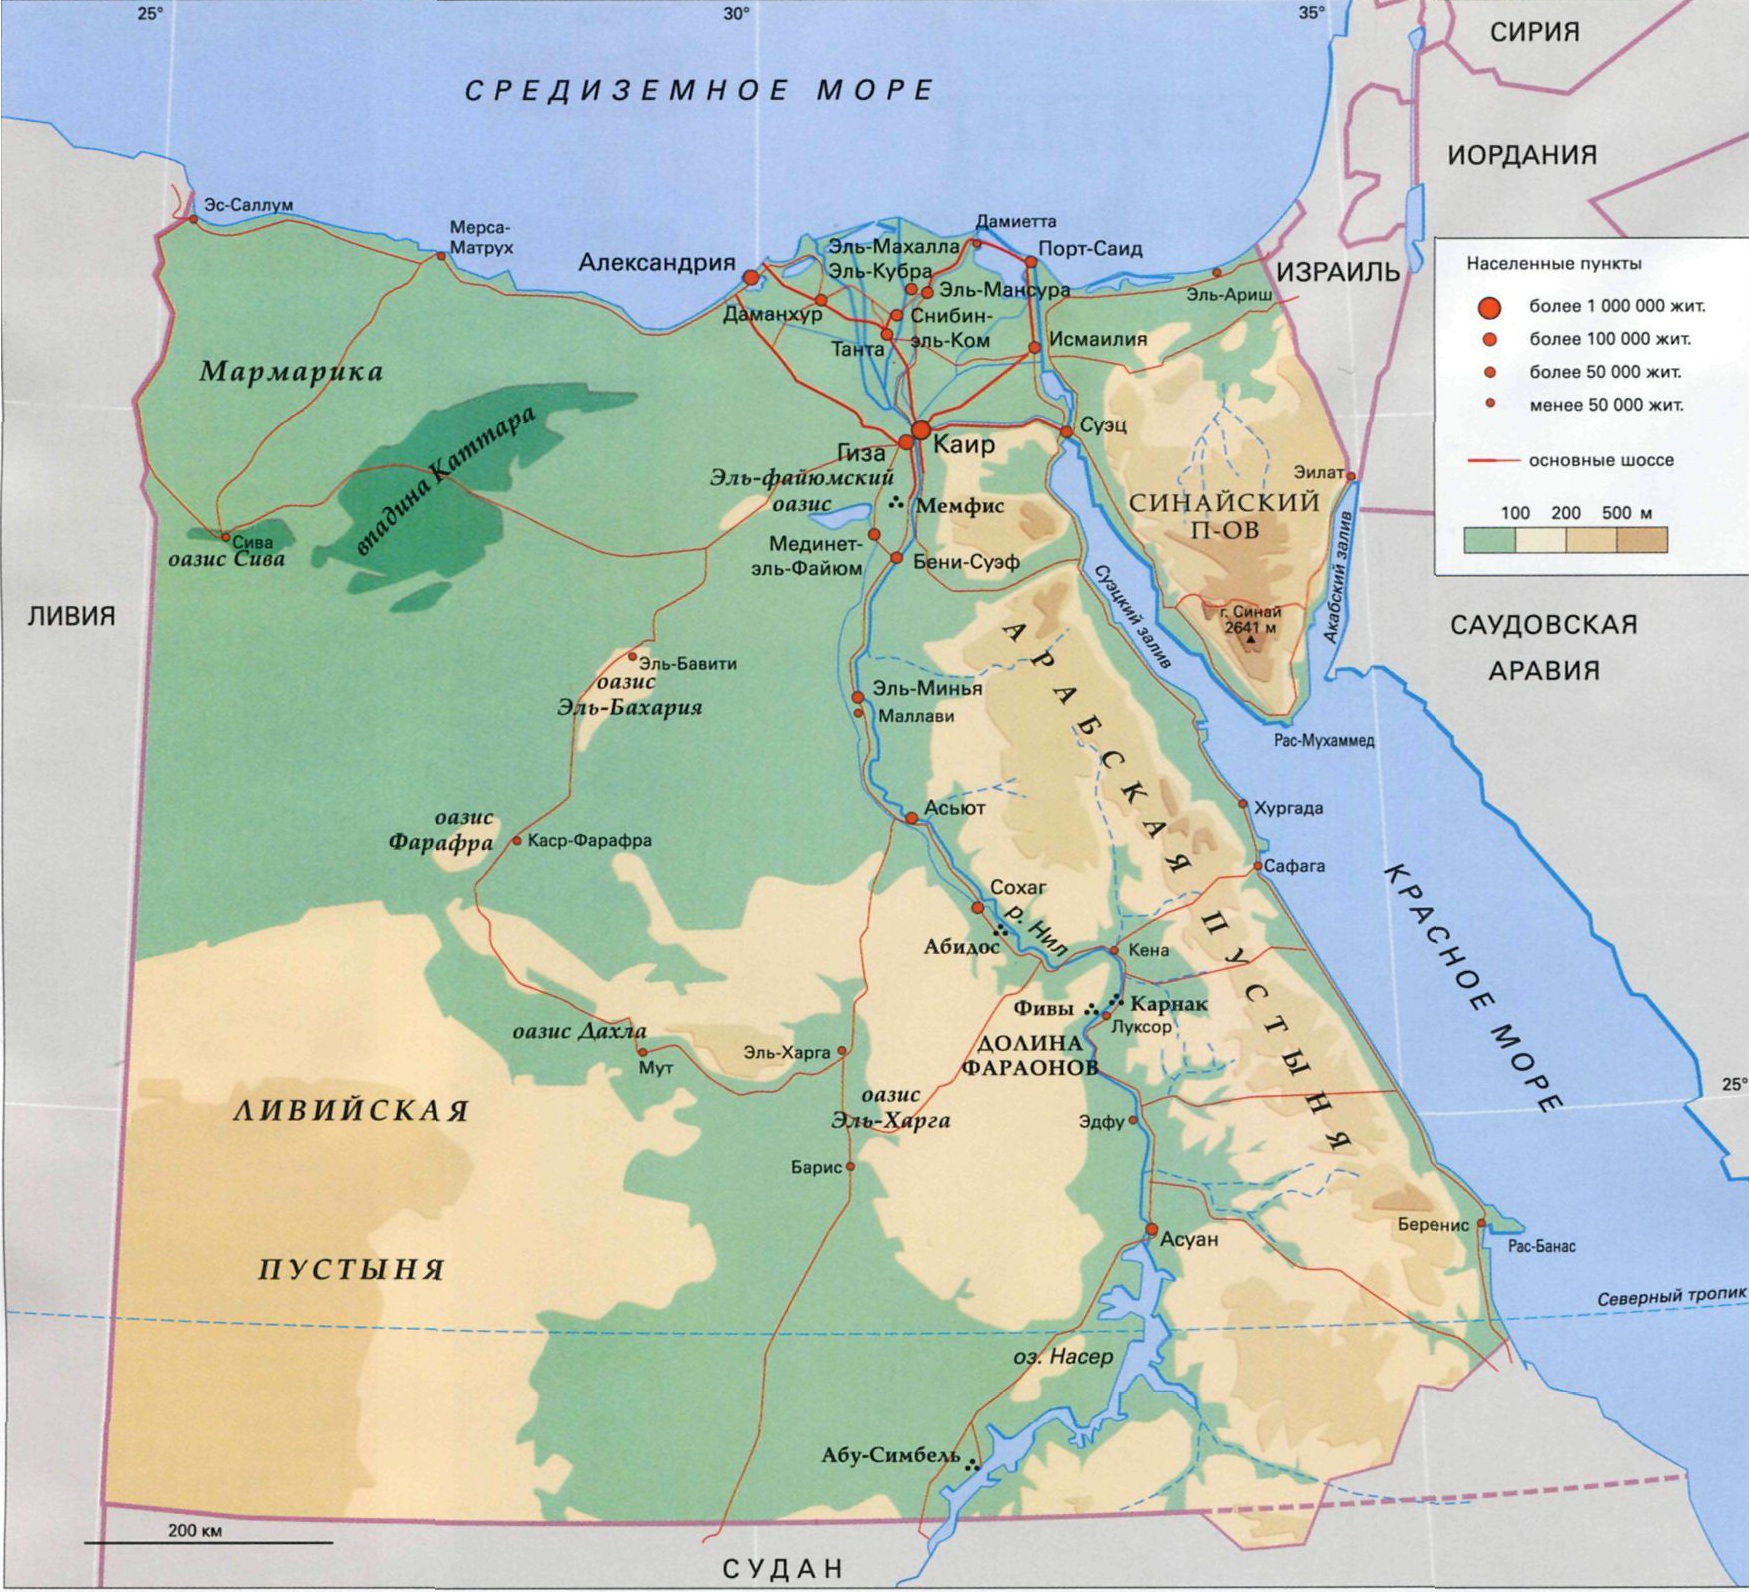 25°
30°
35°
СИРИЯ
СРЕДИЗЕМНОЕ МОРЕ
ИОРДАНИЯ
Эс-Саллум
Мерса-
Матрух
Александрия
Дамиетта
Эль-Махалла
Эль-Кубра
Порт-Саид
Эль-Мансура
Эль-Ариш
ИЗРАИЛЬ
Даманхур
Снибин-
эль-Ком
Танта
Исмаилия
Населенные пункты
более 1 000 000 жит.
более 100 000 жит.
более 50 000 жит.
менее 50 000 жит.
основные шоссе
100 200 500 м
Мармарика
впадина Каттара
Гиза
Каир
Суэц
Эль-файюмский
оазис
Мемфис
Эилат
СИНАЙСКИЙ
П-ОВ
Сива
оазис Сива
Мединет-
эль-Файюм
Бени-Суэф
Суэцкий залив
Акабский залив
г. Синай
2641 м
ЛИВИЯ
САУДОВСКАЯ
АРАВИЯ
Эль-Бавити
оазис
Эль-Бахария
Эль-Минья
Маллави
АРАБСКАЯ ПУСТЫНЯ
Рас-Мухаммед
оазис
Фарафра
Каср-Фарафра
Асьют
Хургада
Сафага
КРАСНОЕ МОРЕ
Сохаг
р. Нил
Абидос
Кена
Фивы
Карнак
Луксор
ДОЛИНА
ФАРАОНОВ
оазис Дахла
Мут
Эль-Харга
оазис
Эль-Харга
25°
ЛИВИЙСКАЯ
ПУСТЫНЯ
Эдфу
Барис
Асуан
Беренис
Рас-Банас
Северный тропик
оз. Насер
Абу-Симбель
200 км
СУДАН